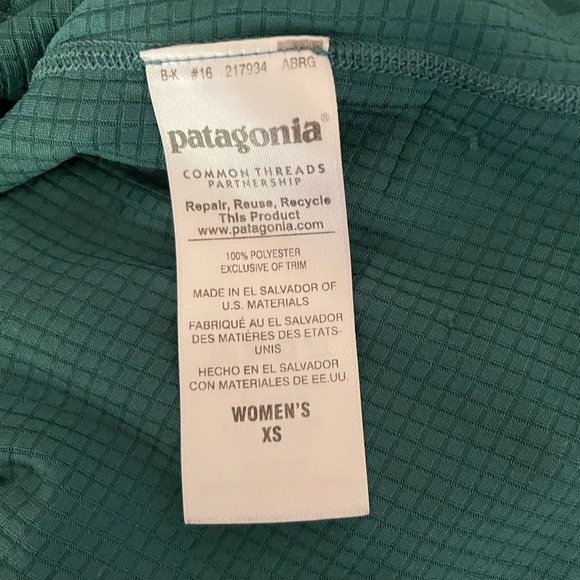 B-K #16 217934 ABRG
patagonia®
COMMON THREADS
PARTNERSHIP
Repair, Reuse, Recycle
This Product
www.patagonia.com
100% POLYESTER
EXCLUSIVE OF TRIM
MADE IN EL SALVADOR OF
U.S. MATERIALS
FABRIQUÉ AU EL SALVADOR
DES MATIÈRES DES ETATS-
UNIS
HECHO EN EL SALVADOR
CON MATERIALES DE EE.UU.
WOMEN'S
XS